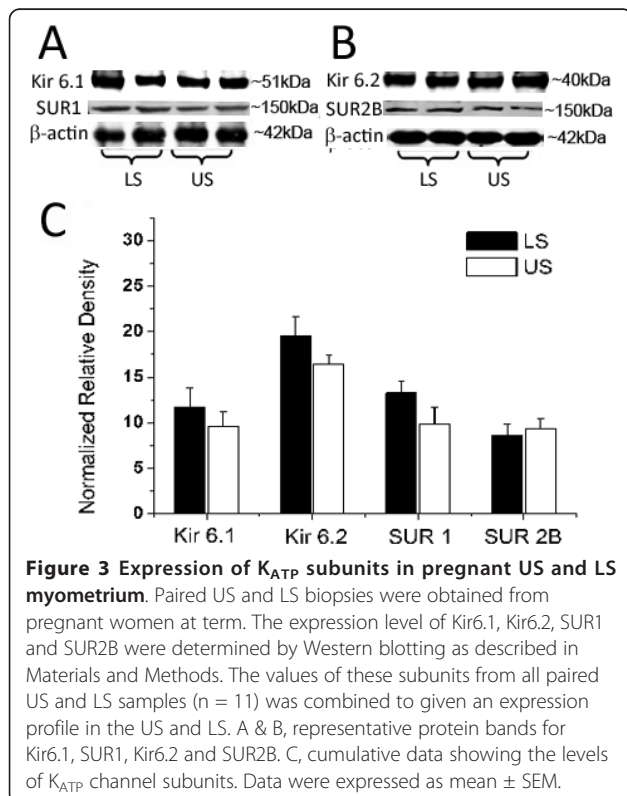 A B
Kir 6.1 ~51kDa Kir 6.2 ~40kDa
SUR1 ~150kDa SUR2B ~150kDa
β-actin ~42kDa β-actin ~42kDa
LS US LS US
C
LS
US
Normalized Relative Density
30
25
20
15
10
5
0
Kir 6.1 Kir 6.2 SUR 1 SUR 2B
Figure 3 Expression of KATP subunits in pregnant US and LS
myometrium. Paired US and LS biopsies were obtained from
pregnant women at term. The expression level of Kir6.1, Kir6.2, SUR1
and SUR2B were determined by Western blotting as described in
Materials and Methods. The values of these subunits from all paired
US and LS samples (n = 11) was combined to given an expression
profile in the US and LS. A & B, representative protein bands for
Kir6.1, SUR1, Kir6.2 and SUR2B. C, cumulative data showing the levels
of KATP channel subunits. Data were expressed as mean ± SEM.